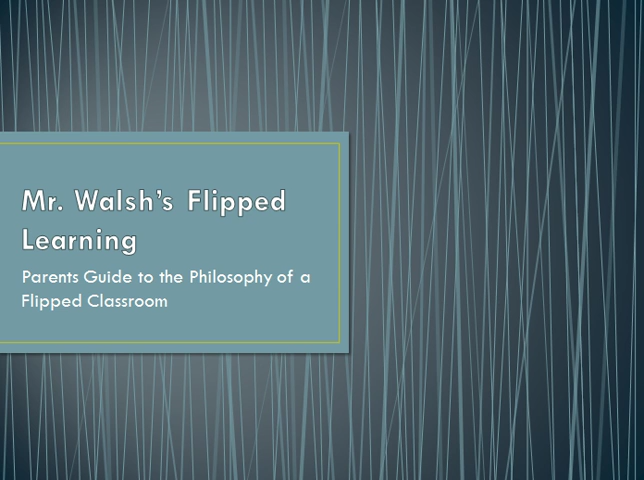 Mr. Walsh’s Flipped
Learning
Parents Guide to the Philosophy of a
Flipped Classroom